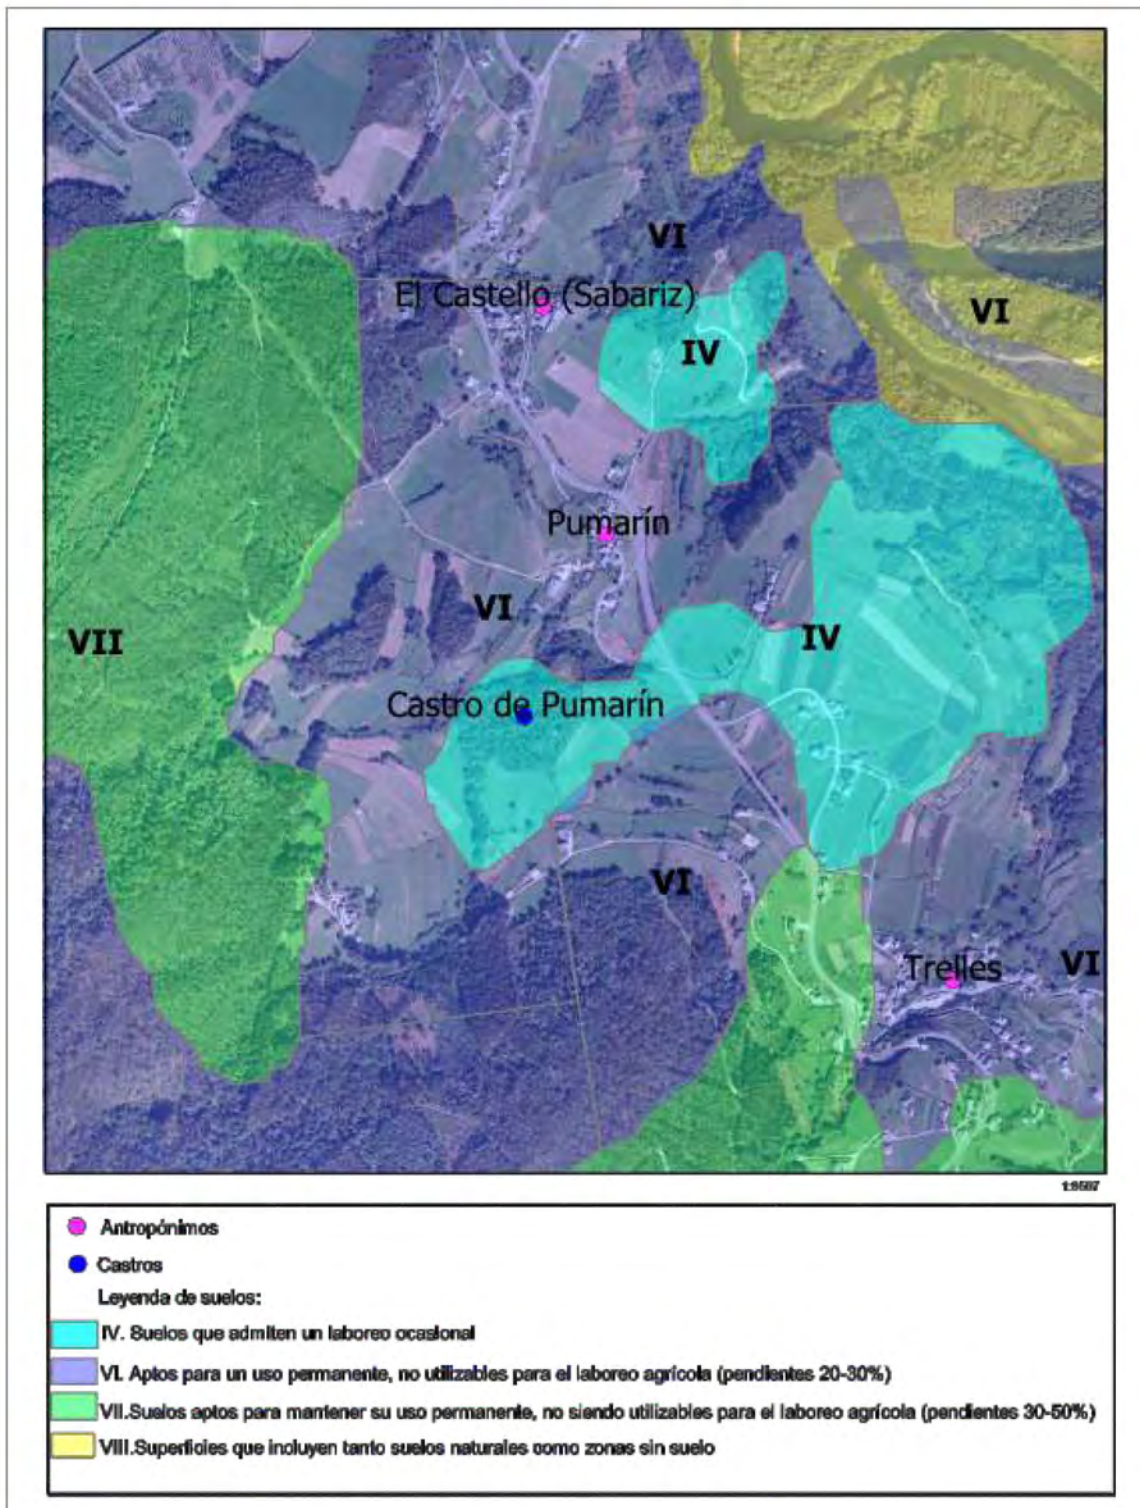 VI
El Castello (Sabariz)
VI
IV
Pumarín
VI
IV
VII
Castro de Pumarín
VI
Trelles
VI
Antropónimos
Castros
Leyenda de suelos:
IV. Suelos que admiten un laboreo ocasional
VI. Aptos para un uso permanente, no utilizables para el laboreo agrícola (pendientes 20-30%)
VII.Suelos aptos para mantener su uso permanente, no siendo utilizables para el laboreo agrícola (pendientes 30-50%)
VIII.Superficies que incluyen tanto suelos naturales como zonas sin suelo